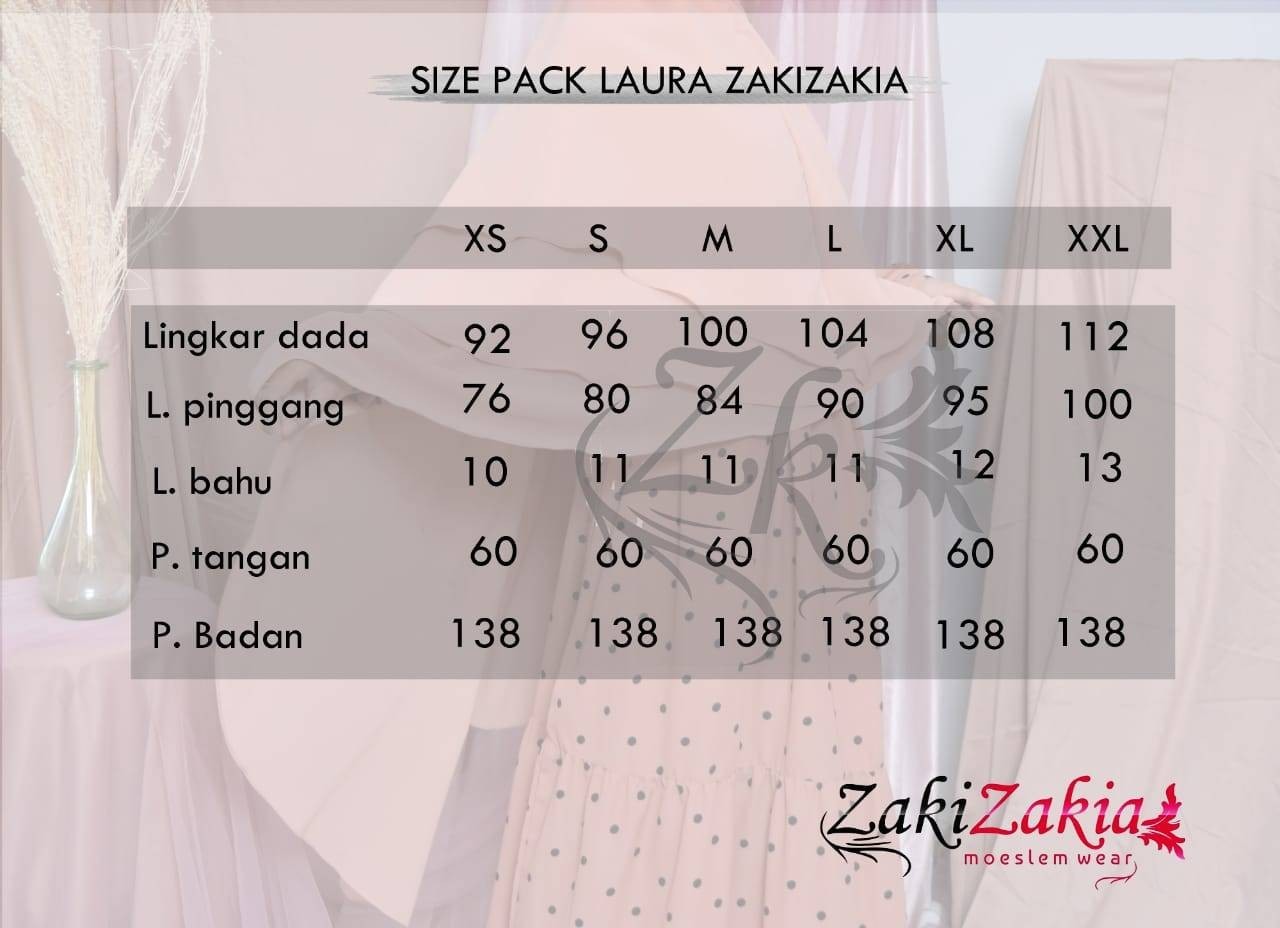 SIZE PACK LAURA ZAKIZAKIA
XS S M L XL XXL
Lingkar dada 92 96 100 104 108 112
L. pinggang 76 80 84 90 95 100
L. bahu 10 11 11 11 12 13
P. tangan 60 60 60 60 60 60
P. Badan 138 138 138 138 138 138
Zk
ZakiZakia
moeslem wear